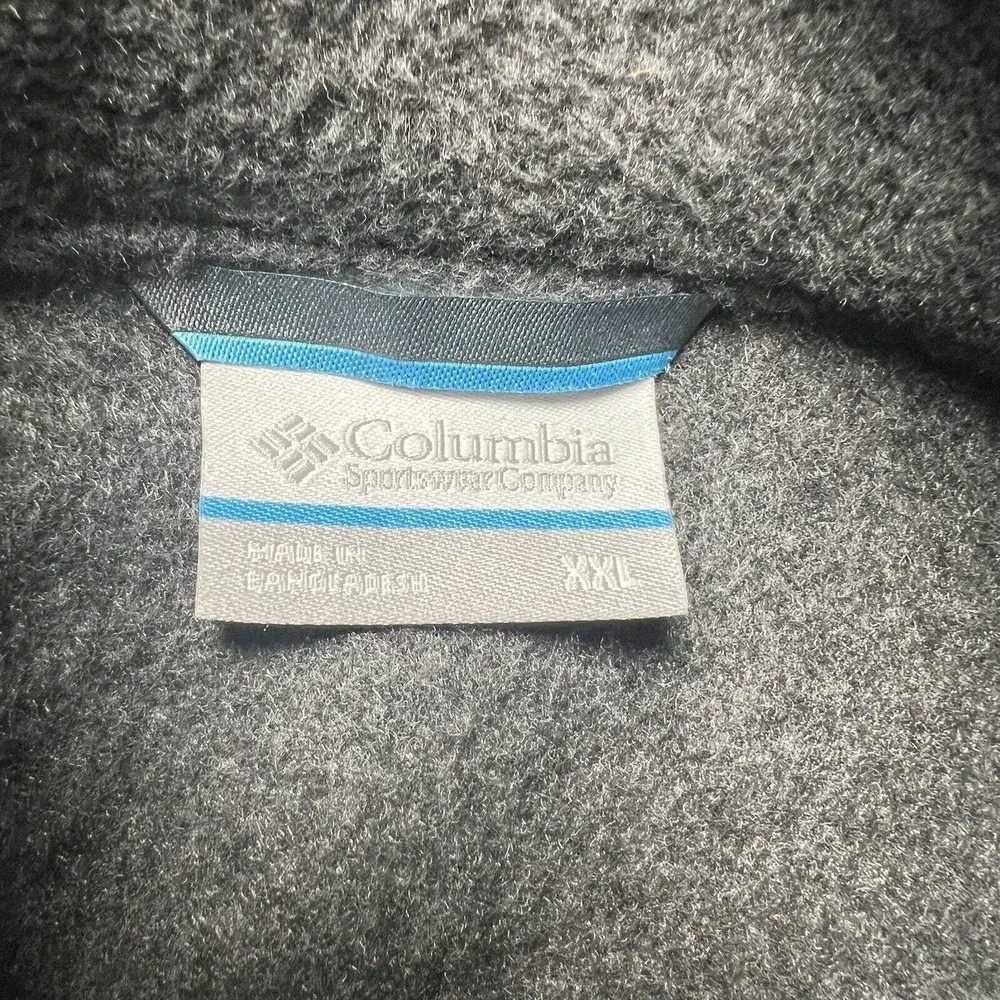 Columbia
Sportswear Company
MADE IN
BANGLADESH
XXL